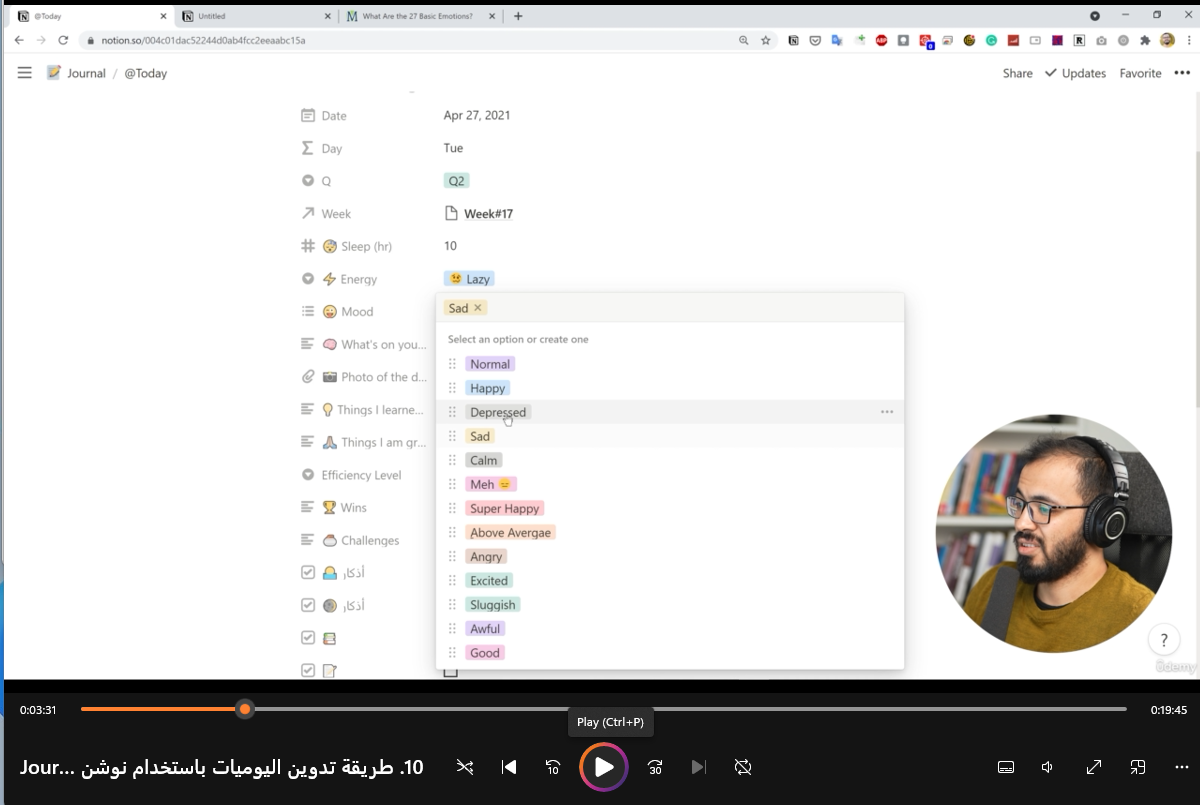 @Today
Untitled
What Are the 27 Basic Emotions?
notion.so/004c01dac52244d0ab4fcc2eeaabc15a
Journal / @Today
Share
Updates
Favorite
Date
Apr 27, 2021
Day
Tue
Q
Q2
Week
Week#17
Sleep (hr)
10
Energy
Lazy
Mood
Sad
What's on you...
Photo of the d...
Things I learne...
Things I am gr...
Efficiency Level
Wins
Challenges
أذكار
أذكار
Select an option or create one
Normal
Happy
Depressed
Sad
Calm
Meh
Super Happy
Above Avergae
Angry
Excited
Sluggish
Awful
Good
?
ûdemy
0:03:31
0:19:45
Play (Ctrl+P)
10. طريقة تدوين اليوميات باستخدام نوشن Jour...
10
30